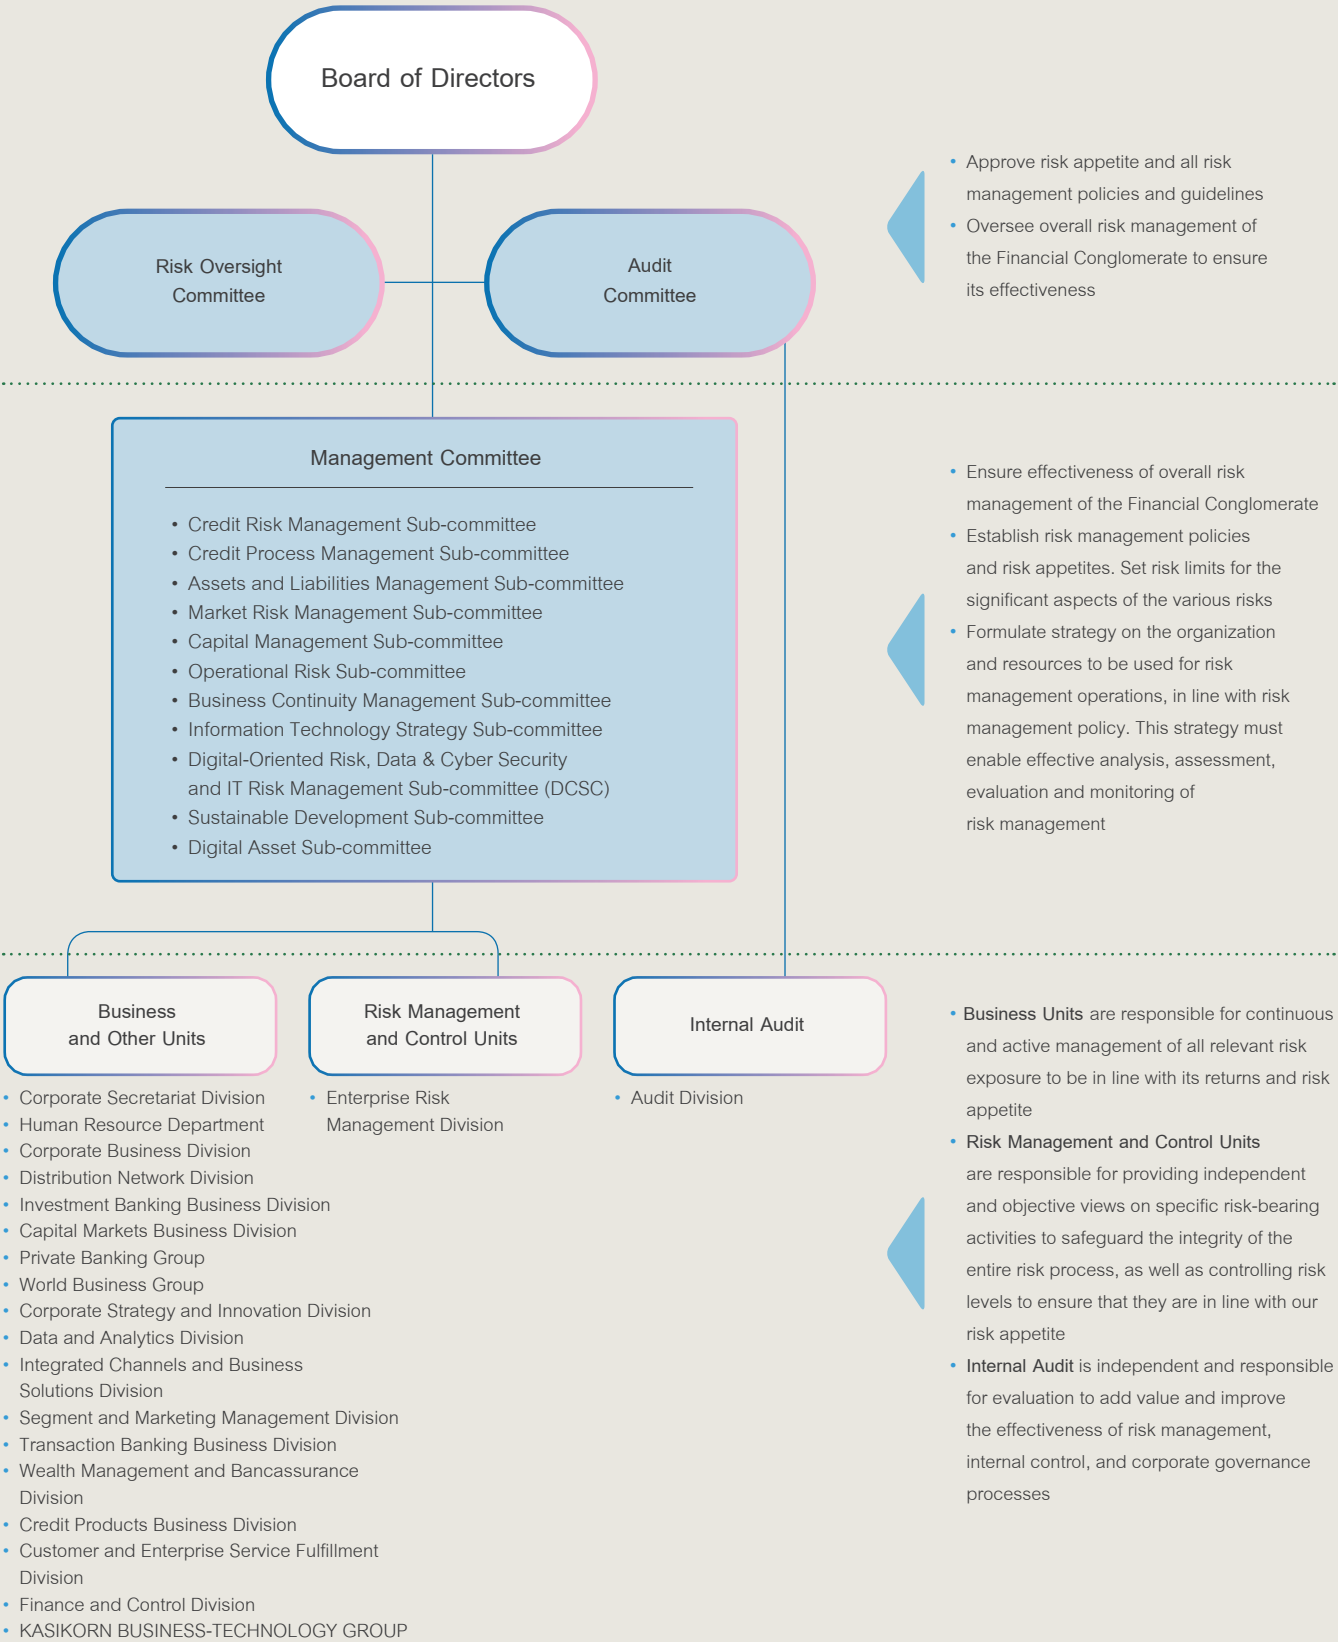 Board of Directors
Risk Oversight
Committee
Audit
Committee
• Approve risk appetite and all risk
management policies and guidelines
• Oversee overall risk management of
the Financial Conglomerate to ensure
its effectiveness
Management Committee
• Credit Risk Management Sub-committee
• Credit Process Management Sub-committee
• Assets and Liabilities Management Sub-committee
• Market Risk Management Sub-committee
• Capital Management Sub-committee
• Operational Risk Sub-committee
• Business Continuity Management Sub-committee
• Information Technology Strategy Sub-committee
• Digital-Oriented Risk, Data & Cyber Security
and IT Risk Management Sub-committee (DCSC)
• Sustainable Development Sub-committee
• Digital Asset Sub-committee
• Ensure effectiveness of overall risk
management of the Financial Conglomerate
• Establish risk management policies
and risk appetites. Set risk limits for the
significant aspects of the various risks
• Formulate strategy on the organization
and resources to be used for risk
management operations, in line with risk
management policy. This strategy must
enable effective analysis, assessment,
evaluation and monitoring of
risk management
Business
and Other Units
• Corporate Secretariat Division
• Human Resource Department
• Corporate Business Division
• Distribution Network Division
• Investment Banking Business Division
• Capital Markets Business Division
• Private Banking Group
• World Business Group
• Corporate Strategy and Innovation Division
• Data and Analytics Division
• Integrated Channels and Business
Solutions Division
• Segment and Marketing Management Division
• Transaction Banking Business Division
• Wealth Management and Bancassurance
Division
• Credit Products Business Division
• Customer and Enterprise Service Fulfillment
Division
• Finance and Control Division
• KASIKORN BUSINESS-TECHNOLOGY GROUP
Risk Management
and Control Units
• Enterprise Risk
Management Division
Internal Audit
• Audit Division
• Business Units are responsible for continuous
and active management of all relevant risk
exposure to be in line with its returns and risk
appetite
• Risk Management and Control Units
are responsible for providing independent
and objective views on specific risk-bearing
activities to safeguard the integrity of the
entire risk process, as well as controlling risk
levels to ensure that they are in line with our
risk appetite
• Internal Audit is independent and responsible
for evaluation to add value and improve
the effectiveness of risk management,
internal control, and corporate governance
processes